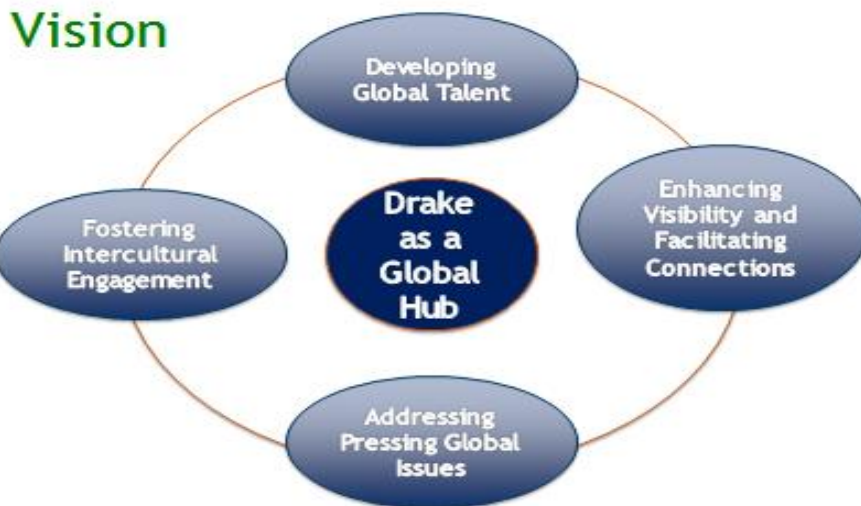 Vision
Developing
Global Talent
Enhancing
Visibility and
Facilitating
Connections
Drake
as a
Global
Hub
Fostering
Intercultural
Engagement
Addressing
Pressing Global
Issues